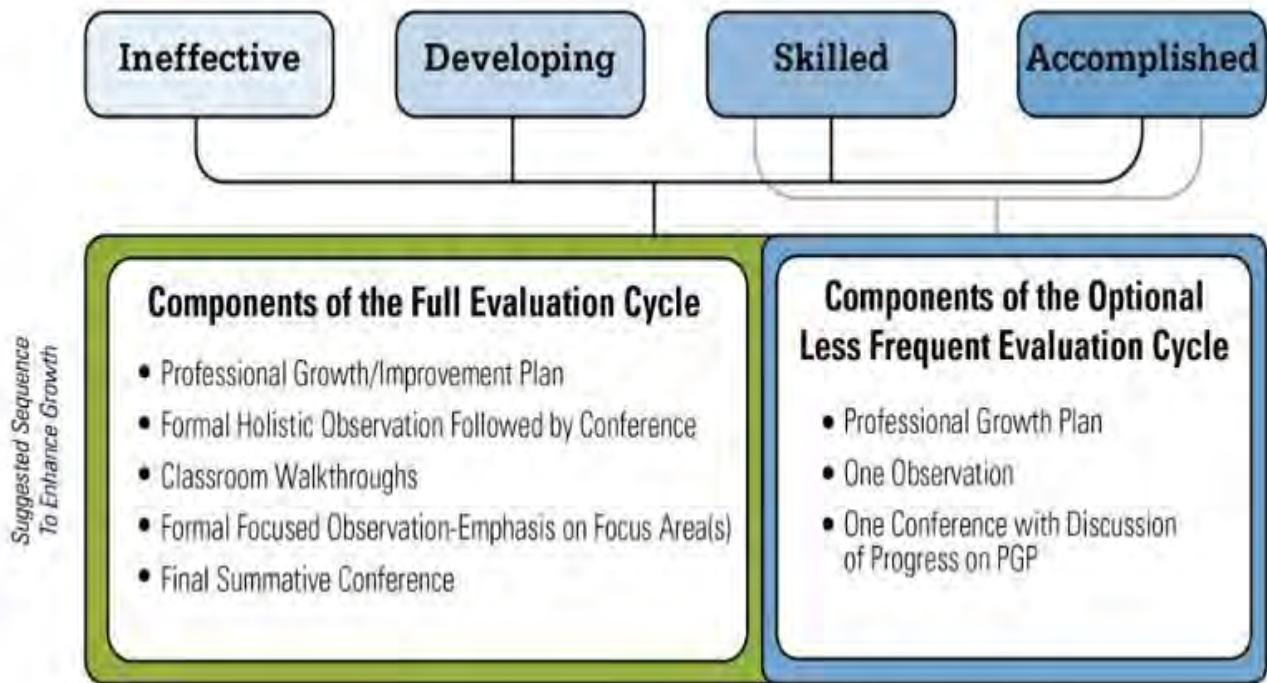 Ineffective
Developing
Skilled
Accomplished
Suggested Sequence
To Enhance Growth
Components of the Full Evaluation Cycle
• Professional Growth/Improvement Plan
• Formal Holistic Observation Followed by Conference
• Classroom Walkthroughs
• Formal Focused Observation-Emphasis on Focus Area(s)
• Final Summative Conference
Components of the Optional
Less Frequent Evaluation Cycle
• Professional Growth Plan
• One Observation
• One Conference with Discussion
of Progress on PGP